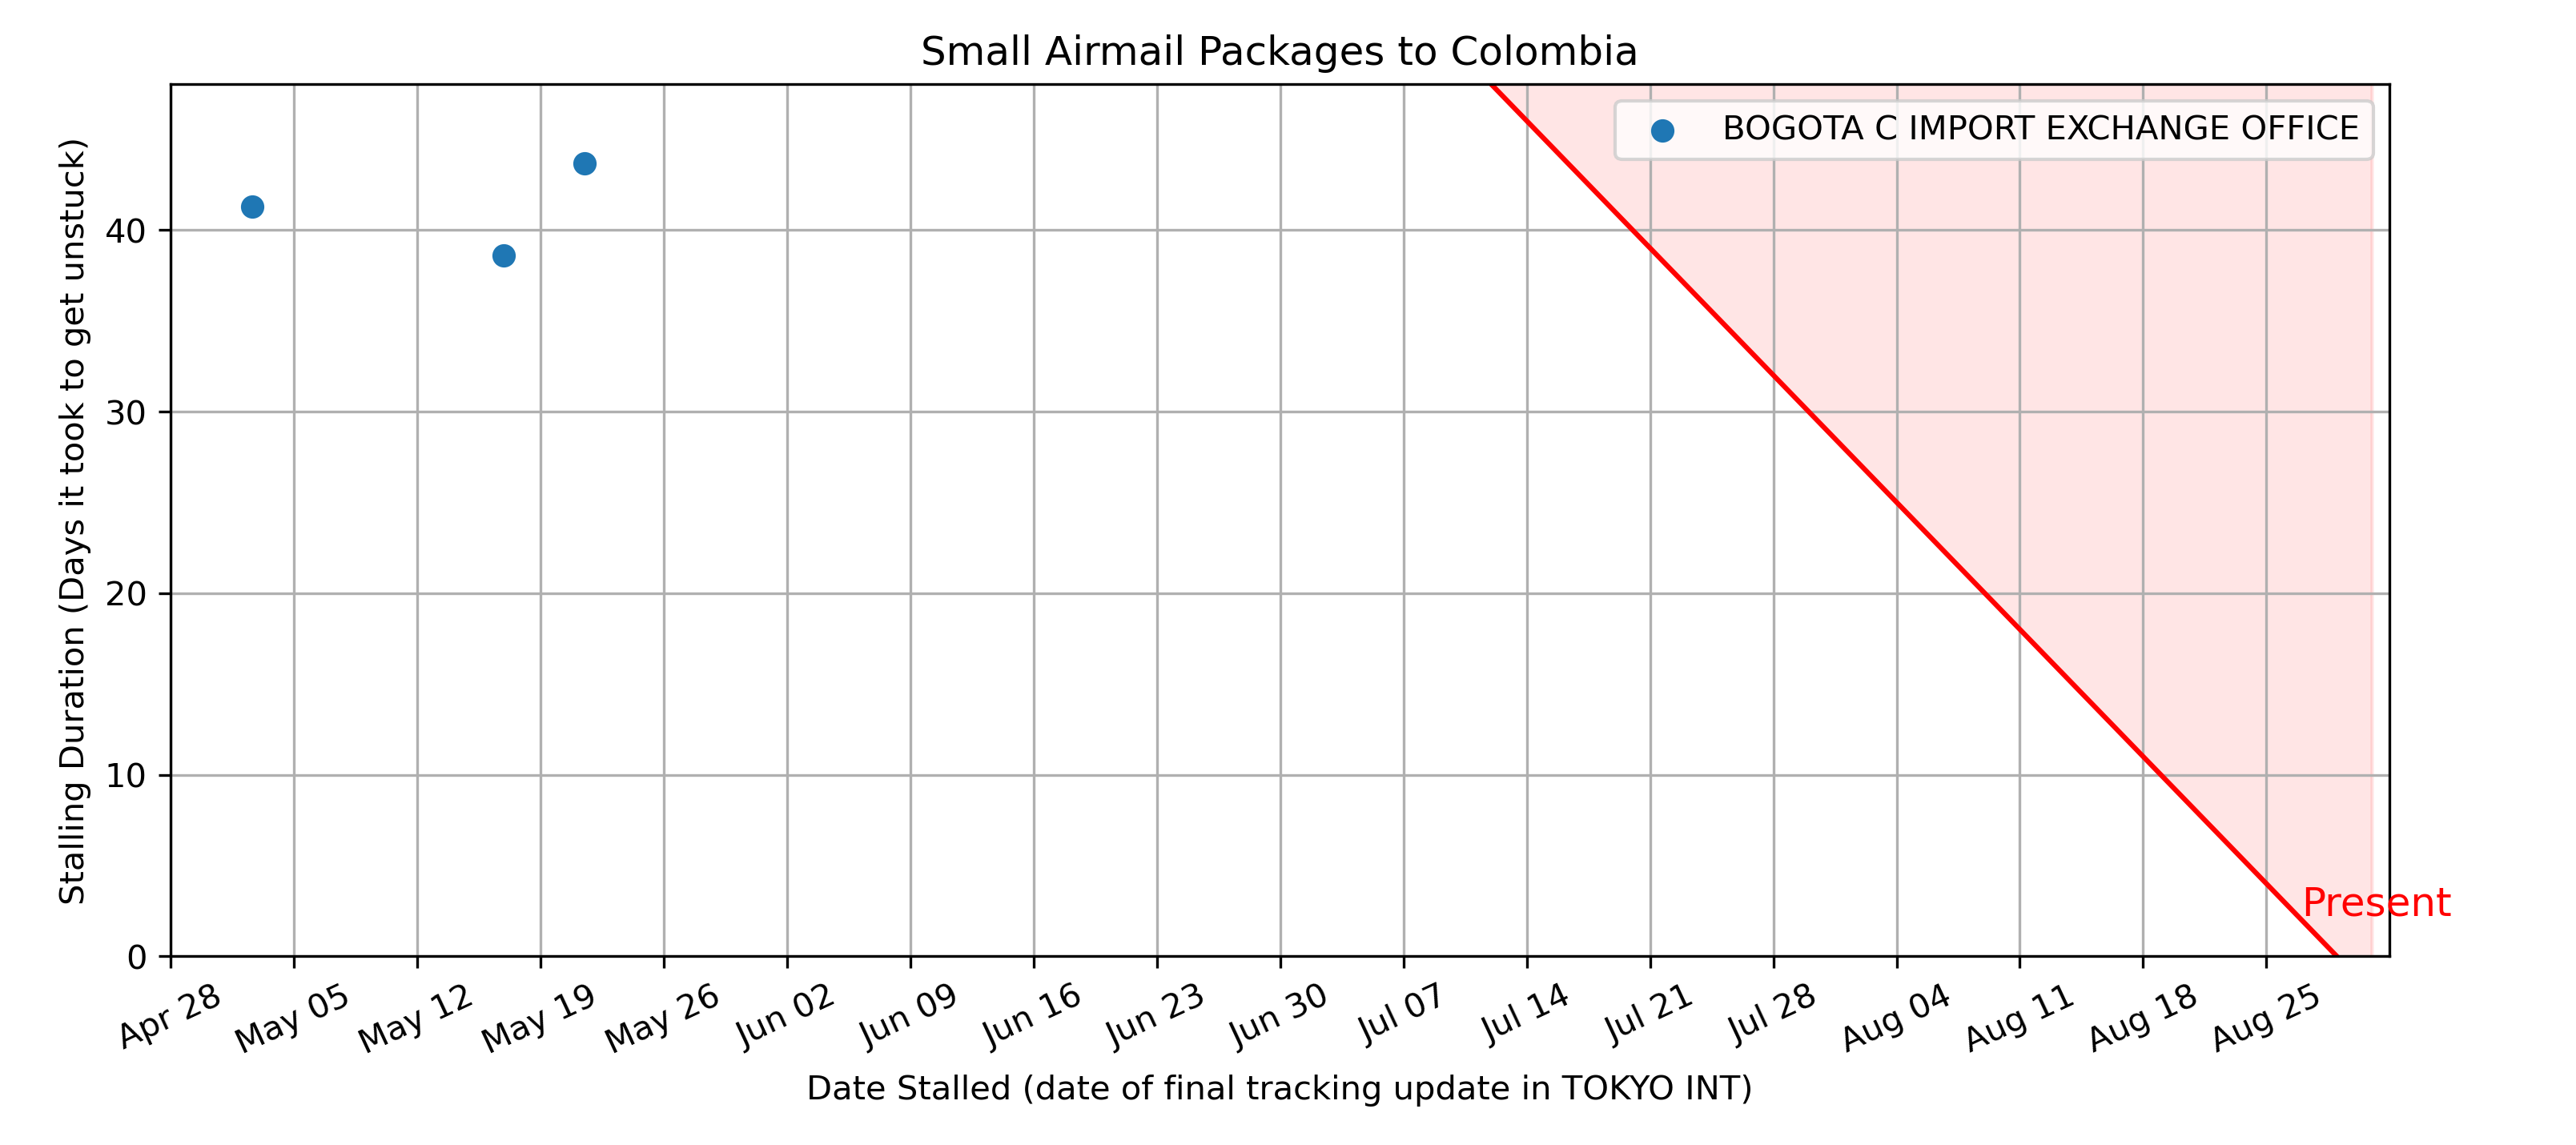 Small Airmail Packages to Colombia
BOGOTA C IMPORT EXCHANGE OFFICE
Stalling Duration (Days it took to get unstuck)
40
30
20
10
0
Present
Apr 28
May 05
May 12
May 19
May 26
Jun 02
Jun 09
Jun 16
Jun 23
Jun 30
Jul 07
Jul 14
Jul 21
Jul 28
Aug 04
Aug 11
Aug 18
Aug 25
Date Stalled (date of final tracking update in TOKYO INT)